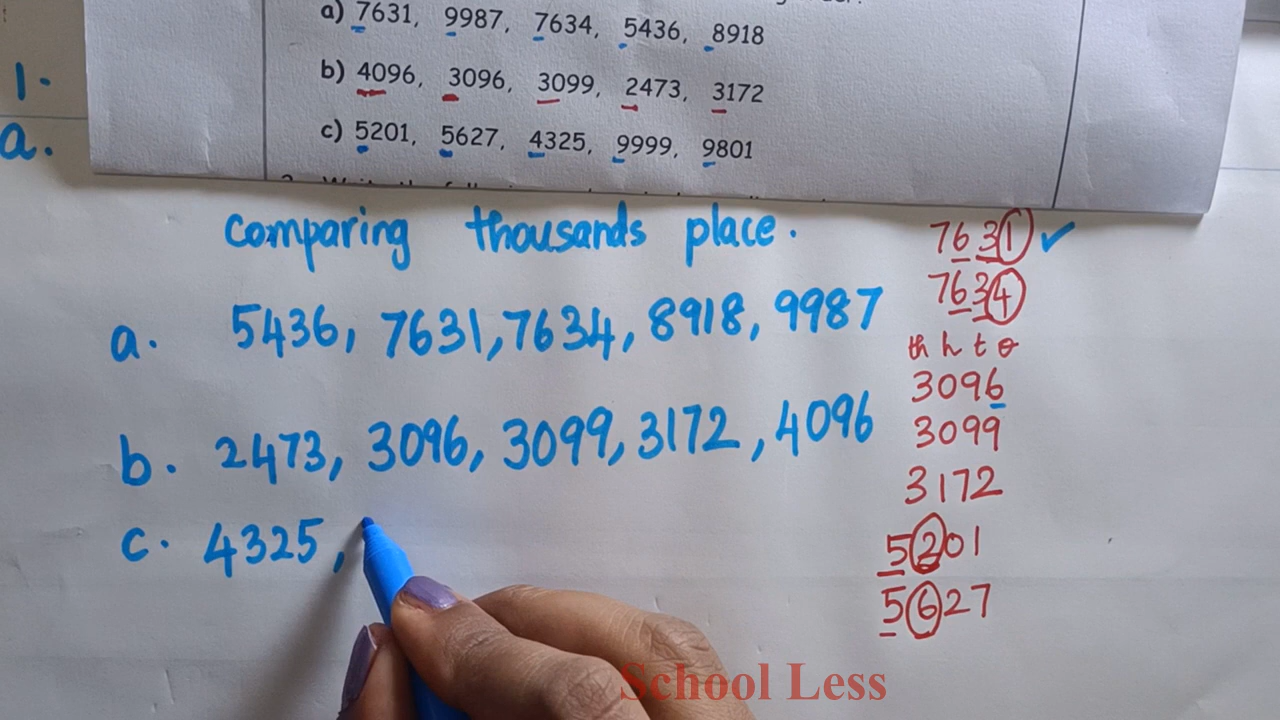 a) 7631, 9987, 7634, 5436, 8918
b) 4096, 3096, 3099, 2473, 3172
c) 5201, 5627, 4325, 9999, 9801
1.
a.
Comparing thousands place.
a. 5436, 7631, 7634, 8918, 9987
b. 2473, 3096, 3099, 3172, 4096
c. 4325,
7631 ✓
7634
th h t o
3096
3099
3172
5201
5627
School Less